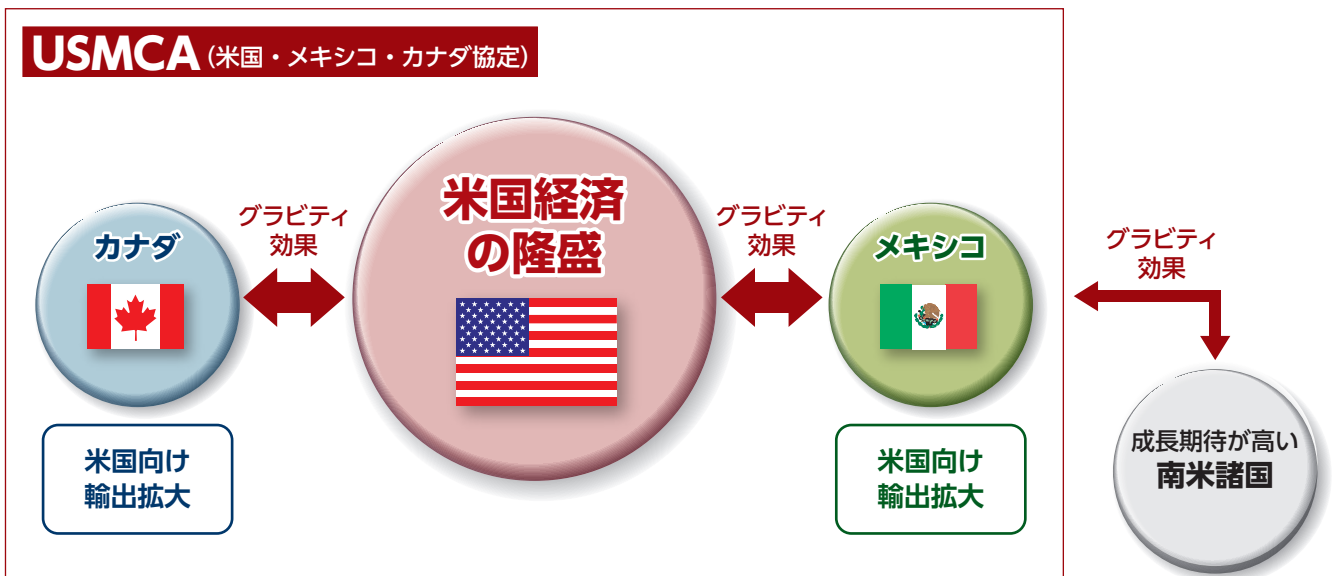 USMCA (米国・メキシコ・カナダ協定)
カナダ
グラビティ
効果
米国経済
の隆盛
グラビティ
効果
メキシコ
グラビティ
効果
米国向け
輸出拡大
米国向け
輸出拡大
成長期待が高い
南米諸国